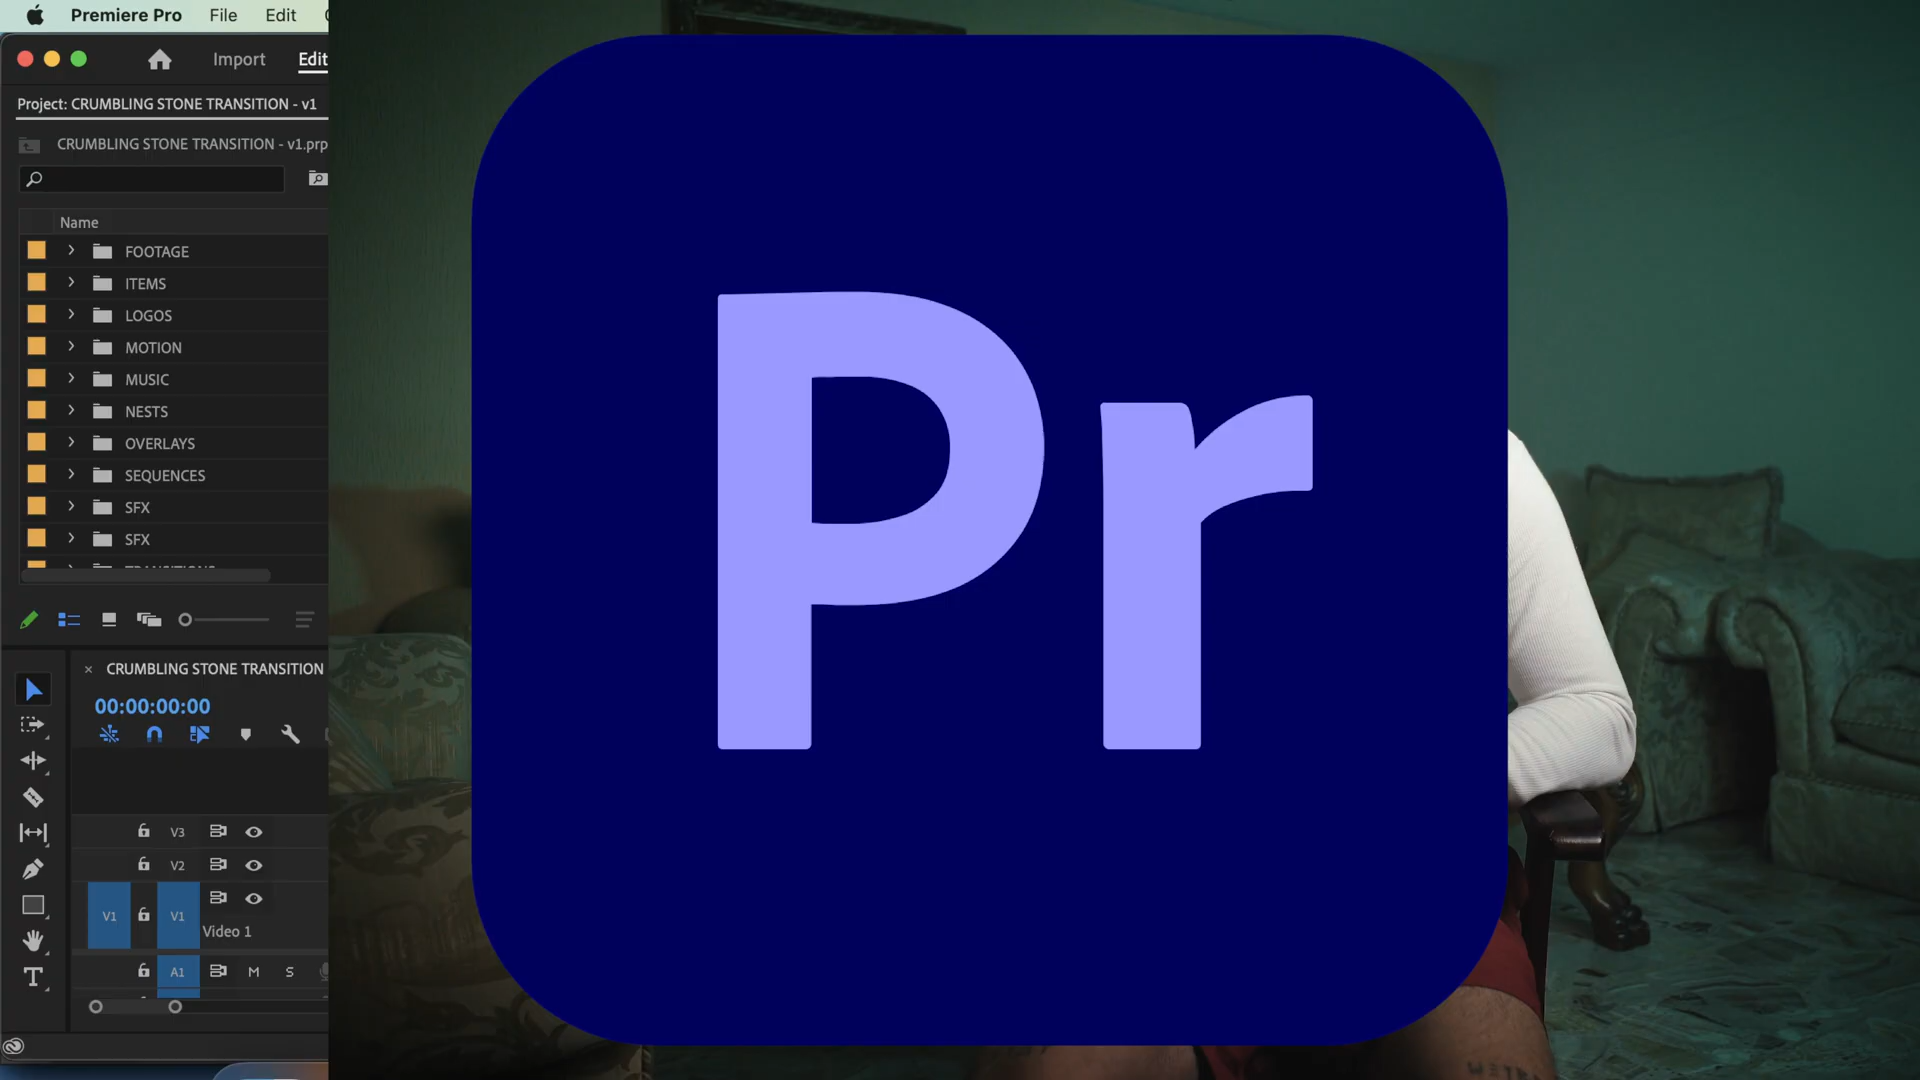 Premiere Pro File Edit
Import Edit
Project: CRUMBLING STONE TRANSITION - v1
CRUMBLING STONE TRANSITION - v1.prp
Name
FOOTAGE
ITEMS
LOGOS
MOTION
MUSIC
NESTS
OVERLAYS
SEQUENCES
SFX
SFX
TRANSITIONS
× CRUMBLING STONE TRANSITION
00:00:00:00
V3
V2
V1 V1
Video 1
A1 M S
Pr